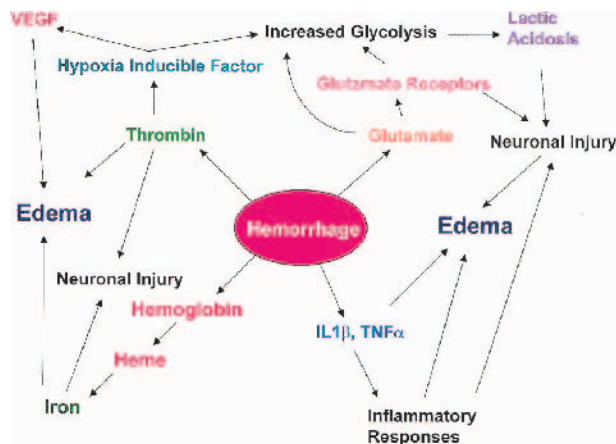 VEGF
Increased Glycolysis
Lactic
Acidosis
Hypoxia Inducible Factor
Glutamate Receptors
Thrombin
Glutamate
Neuronal Injury
Edema
Hemorrhage
Edema
Neuronal Injury
Hemoglobin
IL1β, TNFα
Heme
Iron
Inflammatory
Responses